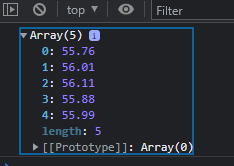 top
Filter
Array(5) i
0: 55.76
1: 56.01
2: 56.11
3: 55.88
4: 55.99
length: 5
[[Prototype]]: Array(0)